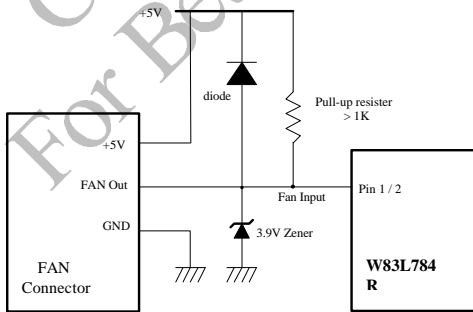 +5V
diode
Pull-up resister
> 1K
+5V
FAN Out
Fan Input
Pin 1 / 2
GND
3.9V Zener
FAN
Connector
W83L784
R
For